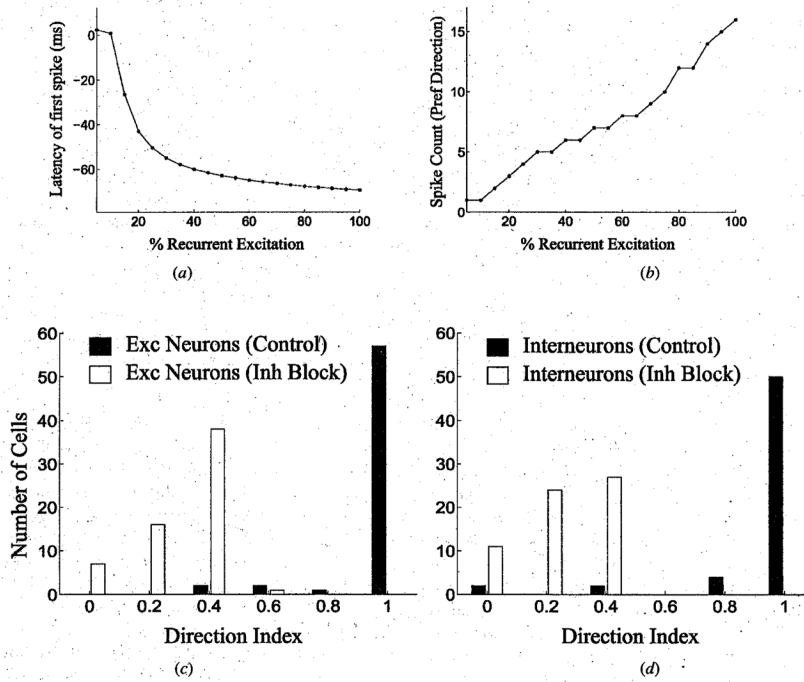 Latency of first spike (ms)
0
−20
−40
−60
20 40 60 80 100
% Recurrent Excitation
(a)
Spike Count (Pref Direction)
15
10
5
0
20 40 60 80 100
% Recurrent Excitation
(b)
Number of Cells
60
50
40
30
20
10
0
Exc Neurons (Control)
Exc Neurons (Inh Block)
0 0.2 0.4 0.6 0.8 1
Direction Index
(c)
60
50
40
30
20
10
0
Interneurons (Control)
Interneurons (Inh Block)
0 0.2 0.4 0.6 0.8 1
Direction Index
(d)